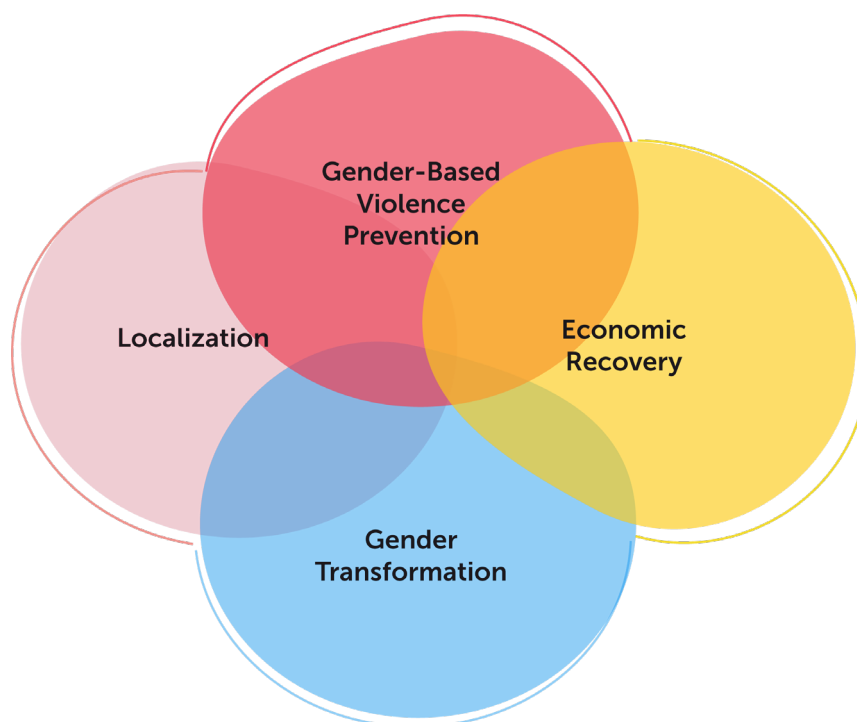 Gender-Based
Violence
Prevention
Localization
Economic
Recovery
Gender
Transformation